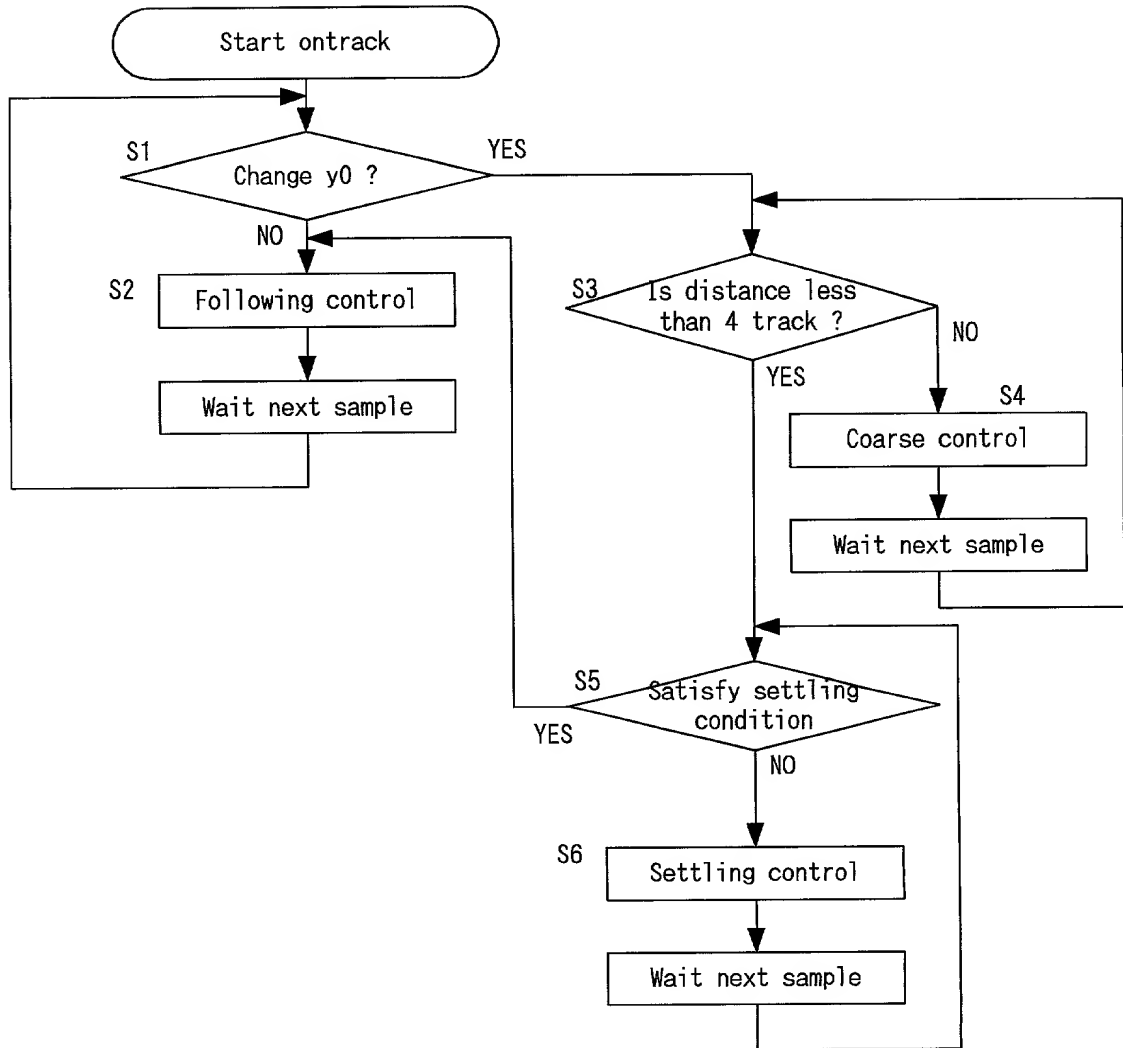 Start ontrack
S1
Change y0 ?
YES
NO
S2
Following control
Wait next sample
S3
Is distance less
than 4 track ?
NO
YES
S4
Coarse control
Wait next sample
S5
Satisfy settling
condition
YES
NO
S6
Settling control
Wait next sample